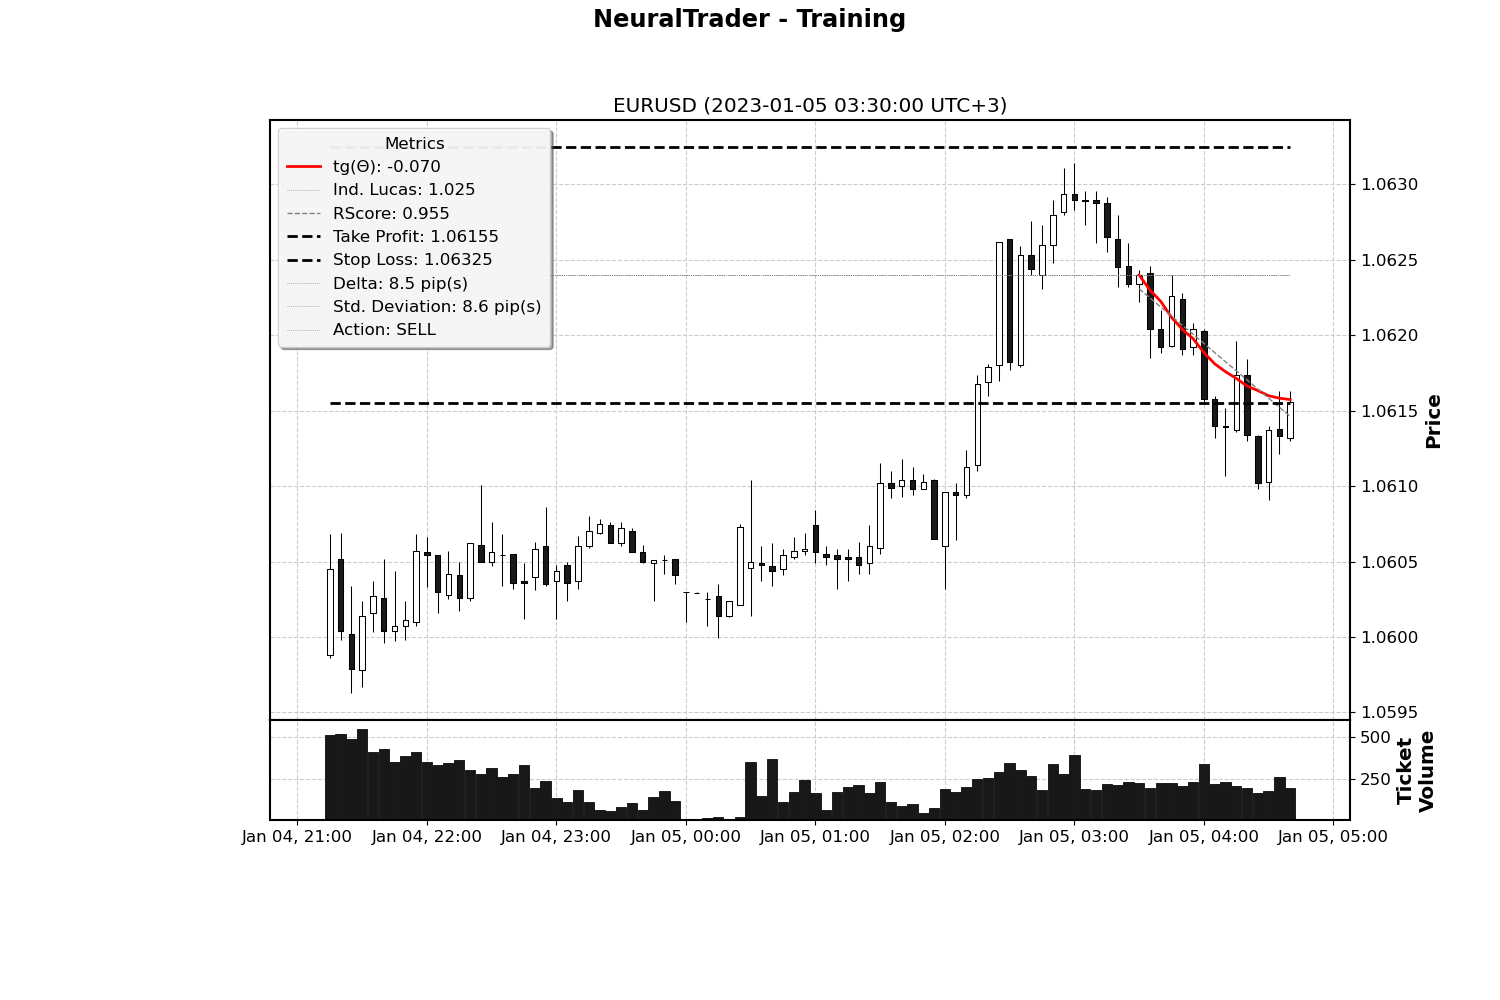 NeuralTrader - Training
EURUSD (2023-01-05 03:30:00 UTC+3)
Metrics
tg(Θ): -0.070
Ind. Lucas: 1.025
RScore: 0.955
Take Profit: 1.06155
Stop Loss: 1.06325
Delta: 8.5 pip(s)
Std. Deviation: 8.6 pip(s)
Action: SELL
1.0630
1.0625
1.0620
1.0615
1.0610
1.0605
1.0600
1.0595
Price
500
250
Ticket
Volume
Jan 04, 21:00 Jan 04, 22:00 Jan 04, 23:00 Jan 05, 00:00 Jan 05, 01:00 Jan 05, 02:00 Jan 05, 03:00 Jan 05, 04:00 Jan 05, 05:00